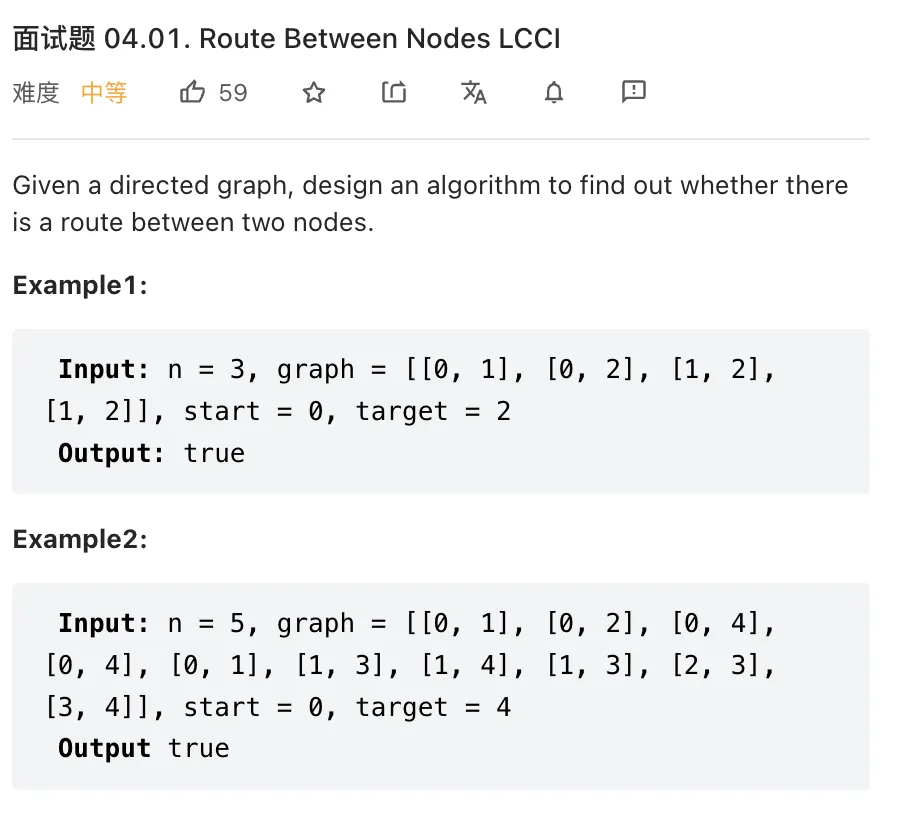 面试题 04.01. Route Between Nodes LCCI
难度 中等 59
Given a directed graph, design an algorithm to find out whether there
is a route between two nodes.
Example1:
Input: n = 3, graph = [[0, 1], [0, 2], [1, 2],
[1, 2]], start = 0, target = 2
Output: true
Example2:
Input: n = 5, graph = [[0, 1], [0, 2], [0, 4],
[0, 4], [0, 1], [1, 3], [1, 4], [1, 3], [2, 3],
[3, 4]], start = 0, target = 4
Output true